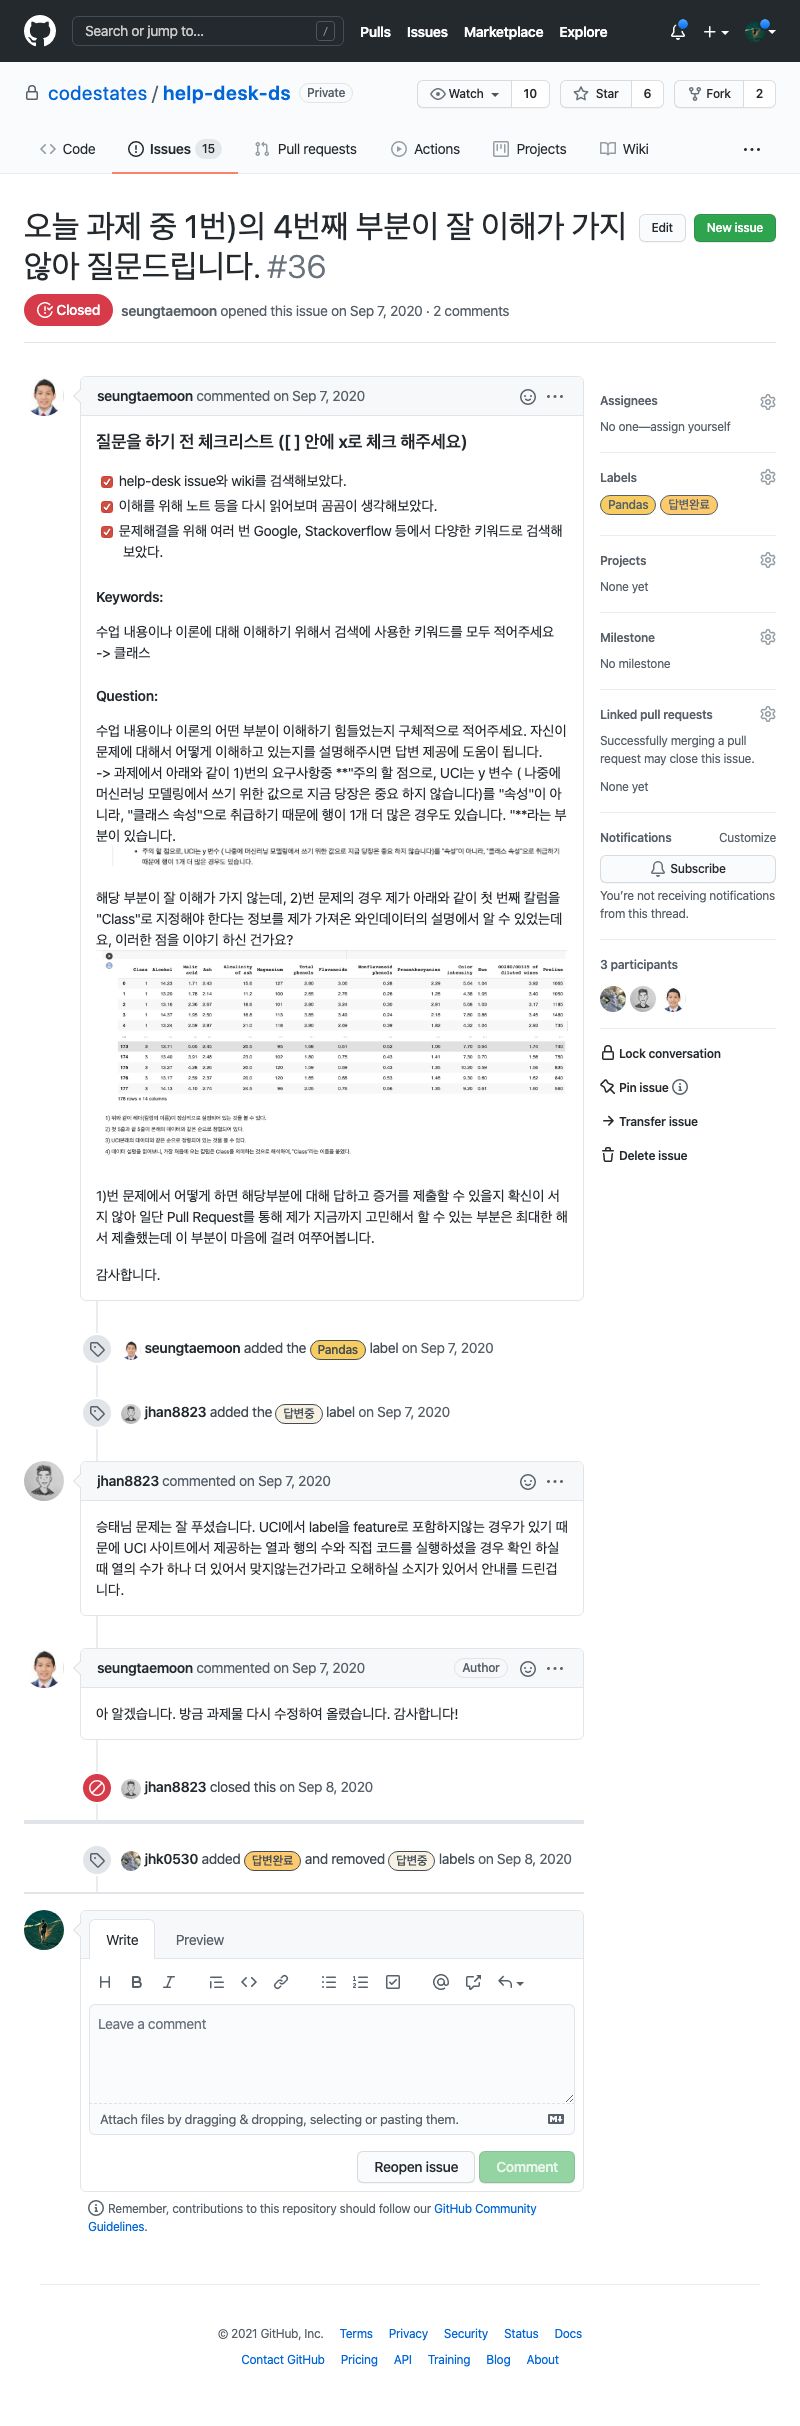 Search or jump to...
/
Pulls
Issues
Marketplace
Explore
codestates / help-desk-ds
Private
Watch
10
Star
6
Fork
2
Code
Issues 15
Pull requests
Actions
Projects
Wiki
오늘 과제 중 1번)의 4번째 부분이 잘 이해가 가지
않아 질문드립니다. #36
Edit
New issue
Closed
seungtaemoon opened this issue on Sep 7, 2020 · 2 comments
seungtaemoon commented on Sep 7, 2020
질문을 하기 전 체크리스트 ([ ] 안에 x로 체크 해주세요)
help-desk issue와 wiki를 검색해보았다.
이해를 위해 노트 등을 다시 읽어보며 곰곰이 생각해보았다.
문제해결을 위해 여러 번 Google, Stackoverflow 등에서 다양한 키워드로 검색해
보았다.
Keywords:
수업 내용이나 이론에 대해 이해하기 위해서 검색에 사용한 키워드를 모두 적어주세요
-> 클래스
Question:
수업 내용이나 이론의 어떤 부분이 이해하기 힘들었는지 구체적으로 적어주세요. 자신이
문제에 대해서 어떻게 이해하고 있는지를 설명해주시면 답변 제공에 도움이 됩니다.
-> 과제에서 아래와 같이 1)번의 요구사항중 **"주의 할 점으로, UCI는 y 변수 ( 나중에
머신러닝 모델링에서 쓰기 위한 값으로 지금 당장은 중요 하지 않습니다)를 "속성"이 아
니라, "클래스 속성"으로 취급하기 때문에 행이 1개 더 많은 경우도 있습니다. "**라는 부
분이 있습니다.
• 주의 할 점으로, UCI는 y 변수 ( 나중에 머신러닝 모델링에서 쓰기 위한 값으로 지금 당장은 중요 하지 않습니다)를 "속성"이 아니라, "클래스 속성"으로 취급하기
때문에 행이 1개 더 많은 경우도 있습니다.
해당 부분이 잘 이해가 가지 않는데, 2)번 문제의 경우 제가 아래와 같이 첫 번째 칼럼을
"Class"로 지정해야 한다는 정보를 제가 가져온 와인데이터의 설명에서 알 수 있었는데
요, 이러한 점을 이야기 하신 건가요?
Class Alcohol Malic acid Ash Alcalinity of ash Magnesium Total phenols Flavanoids Nonflavanoid phenols Proanthocyanins Color intensity Hue OD280/OD315 of diluted wines Proline
178 rows × 14 columns
1)번 문제에서 어떻게 하면 해당부분에 대해 답하고 증거를 제출할 수 있을지 확신이 서
지 않아 일단 Pull Request를 통해 제가 지금까지 고민해서 할 수 있는 부분은 최대한 해
서 제출했는데 이 부분이 마음에 걸려 여쭈어봅니다.
감사합니다.
seungtaemoon added the Pandas label on Sep 7, 2020
jhan8823 added the 답변중 label on Sep 7, 2020
jhan8823 commented on Sep 7, 2020
승태님 문제는 잘 푸셨습니다. UCI에서 label을 feature로 포함하지않는 경우가 있기 때
문에 UCI 사이트에서 제공하는 열과 행의 수와 직접 코드를 실행하셨을 경우 확인 하실
때 열의 수가 하나 더 있어서 맞지않는건가라고 오해하실 소지가 있어서 안내를 드린겁
니다.
seungtaemoon commented on Sep 7, 2020
Author
아 알겠습니다. 방금 과제물 다시 수정하여 올렸습니다. 감사합니다!
jhan8823 closed this on Sep 8, 2020
jhk0530 added 답변완료 and removed 답변중 labels on Sep 8, 2020
Write
Preview
Leave a comment
Attach files by dragging & dropping, selecting or pasting them.
Reopen issue
Comment
Remember, contributions to this repository should follow our GitHub Community
Guidelines.
Assignees
No one—assign yourself
Labels
Pandas
답변완료
Projects
None yet
Milestone
No milestone
Linked pull requests
Successfully merging a pull
request may close this issue.
None yet
Notifications
Customize
Subscribe
You're not receiving notifications
from this thread.
3 participants
Lock conversation
Pin issue
Transfer issue
Delete issue
© 2021 GitHub, Inc.
Terms
Privacy
Security
Status
Docs
Contact GitHub
Pricing
API
Training
Blog
About